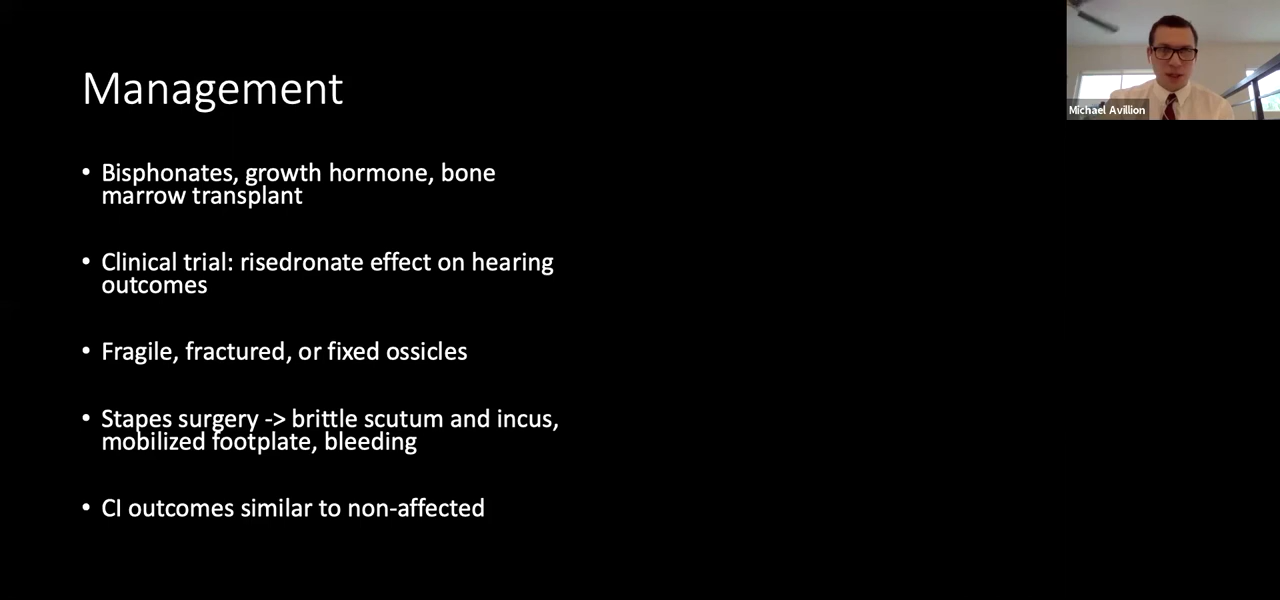 Management
Michael Avillion
• Bisphonates, growth hormone, bone
marrow transplant
• Clinical trial: risedronate effect on hearing
outcomes
• Fragile, fractured, or fixed ossicles
• Stapes surgery -> brittle scutum and incus,
mobilized footplate, bleeding
• CI outcomes similar to non-affected